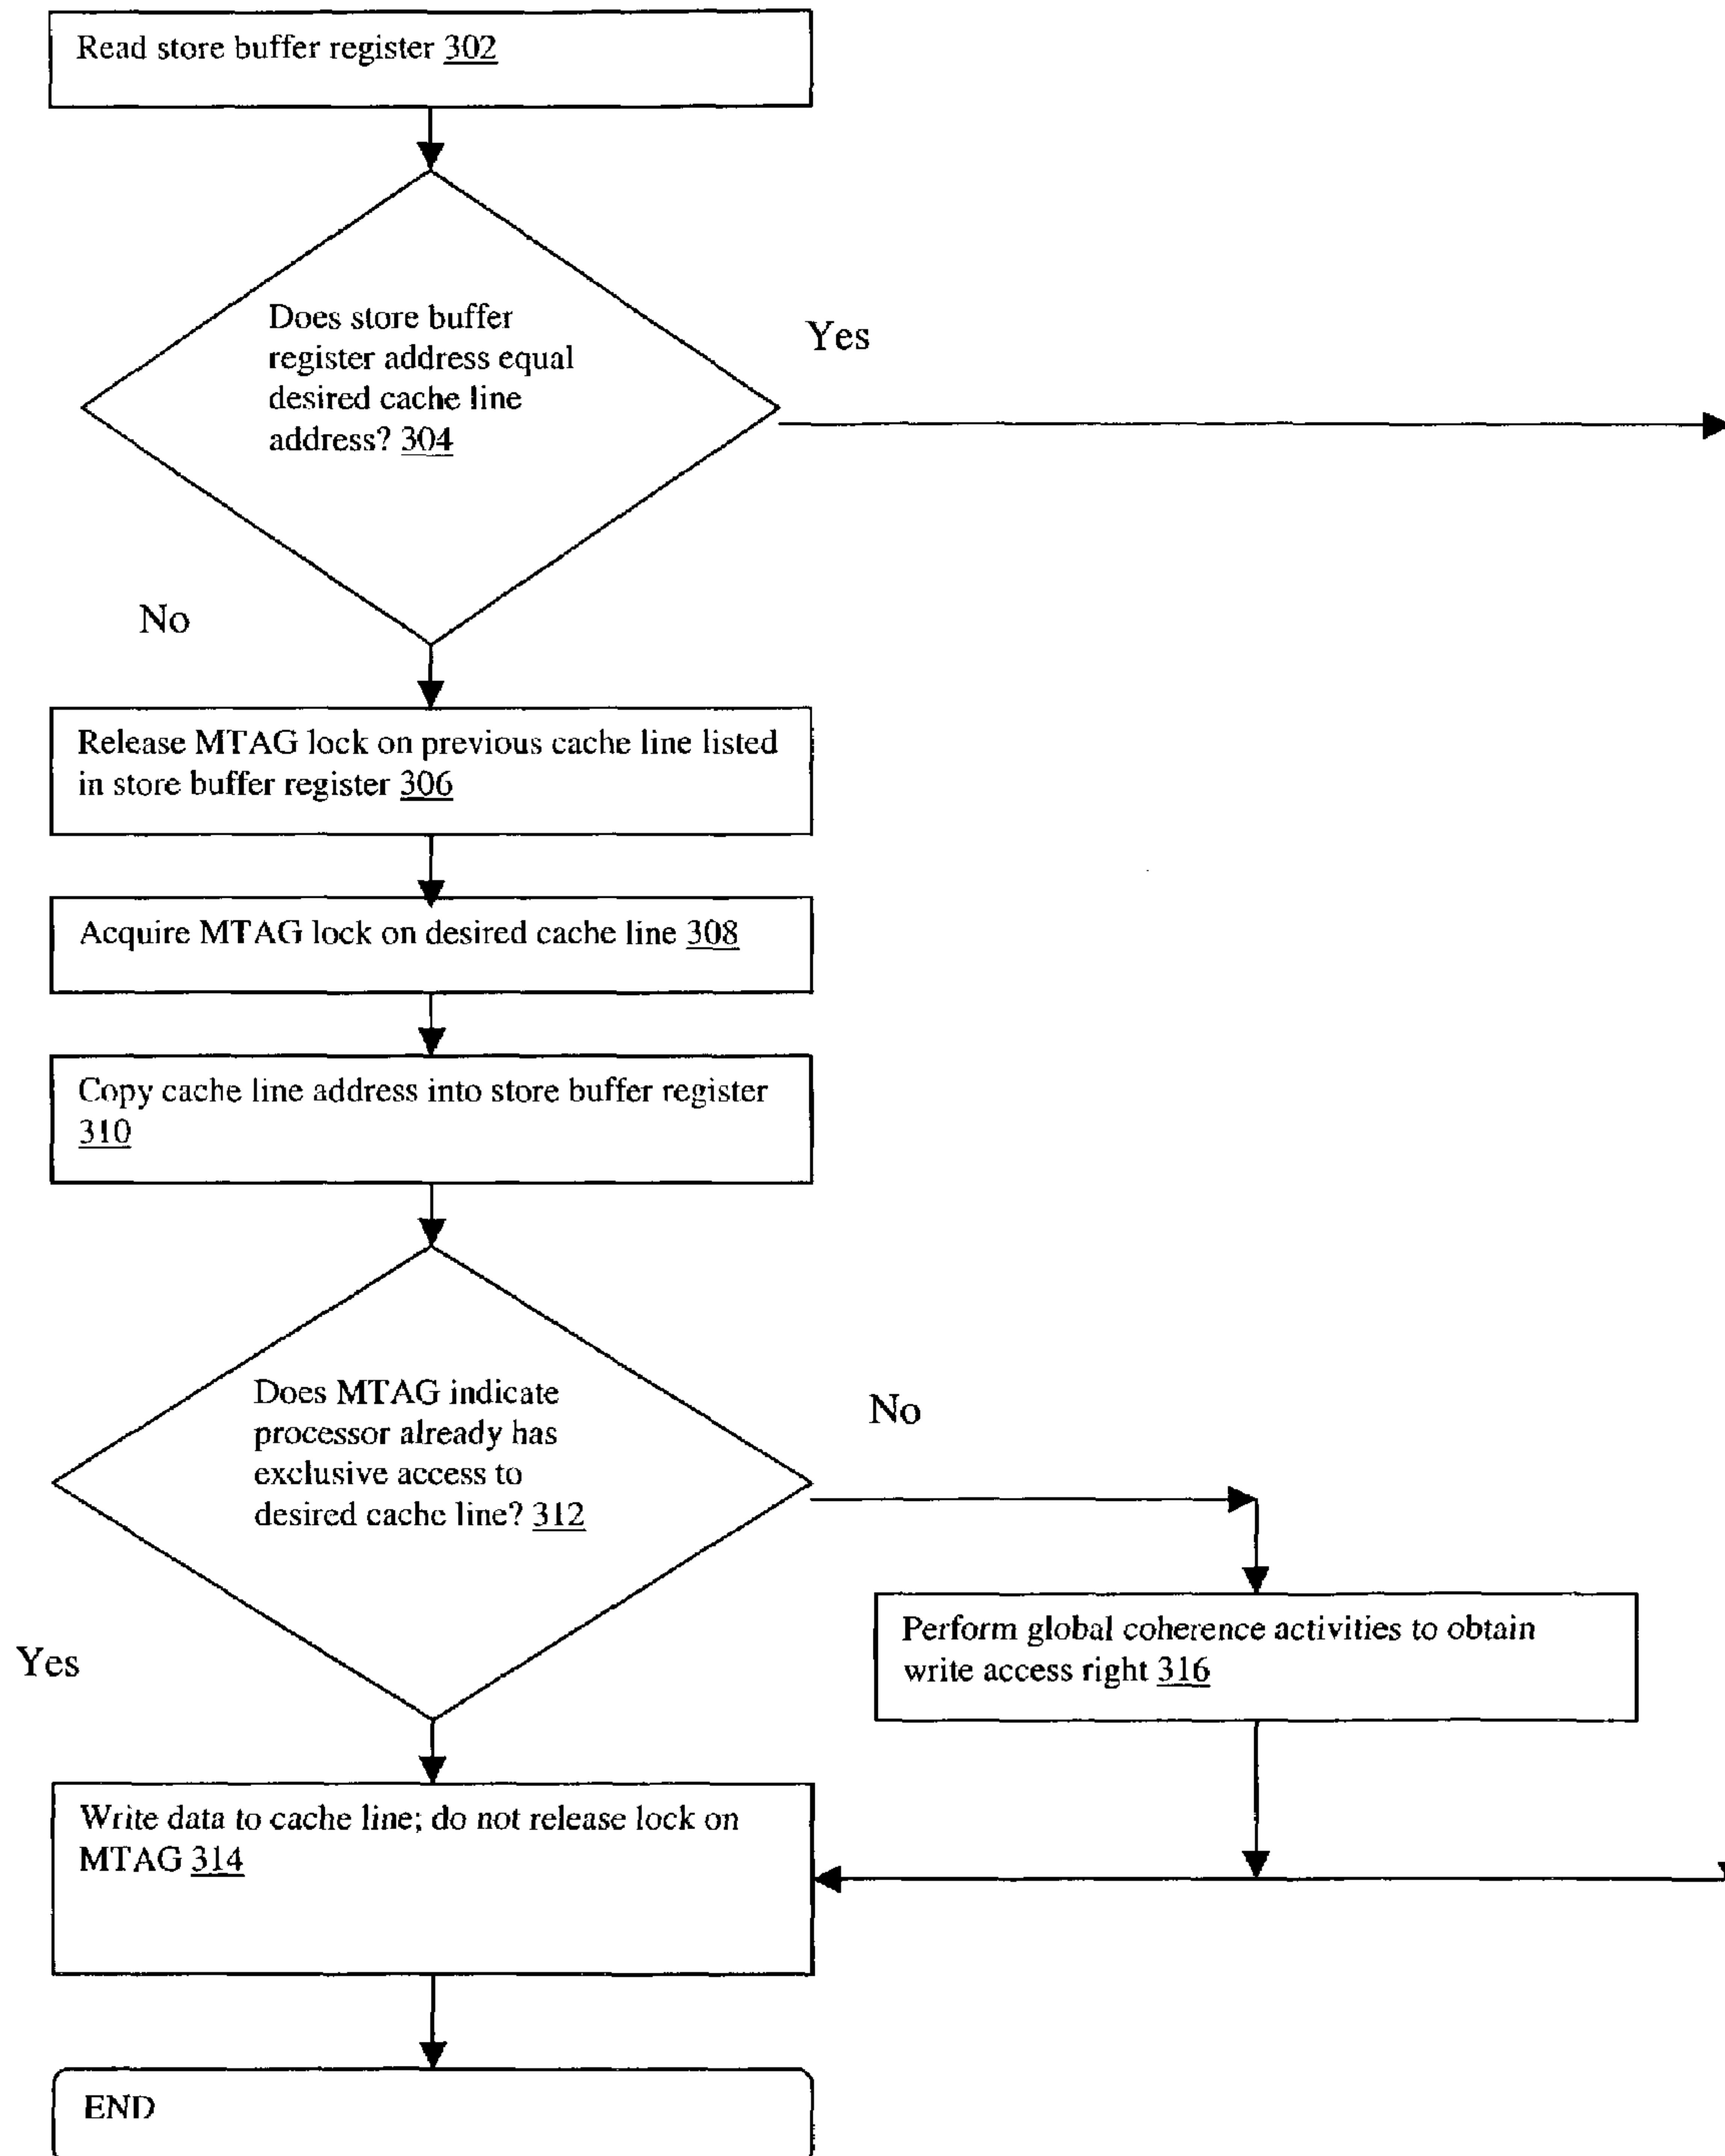 Read store buffer register 302
Does store buffer
register address equal
desired cache line
address? 304
Yes
No
Release MTAG lock on previous cache line listed
in store buffer register 306
Acquire MTAG lock on desired cache line 308
Copy cache line address into store buffer register
310
Does MTAG indicate
processor already has
exclusive access to
desired cache line? 312
No
Perform global coherence activities to obtain
write access right 316
Yes
Write data to cache line; do not release lock on
MTAG 314
END